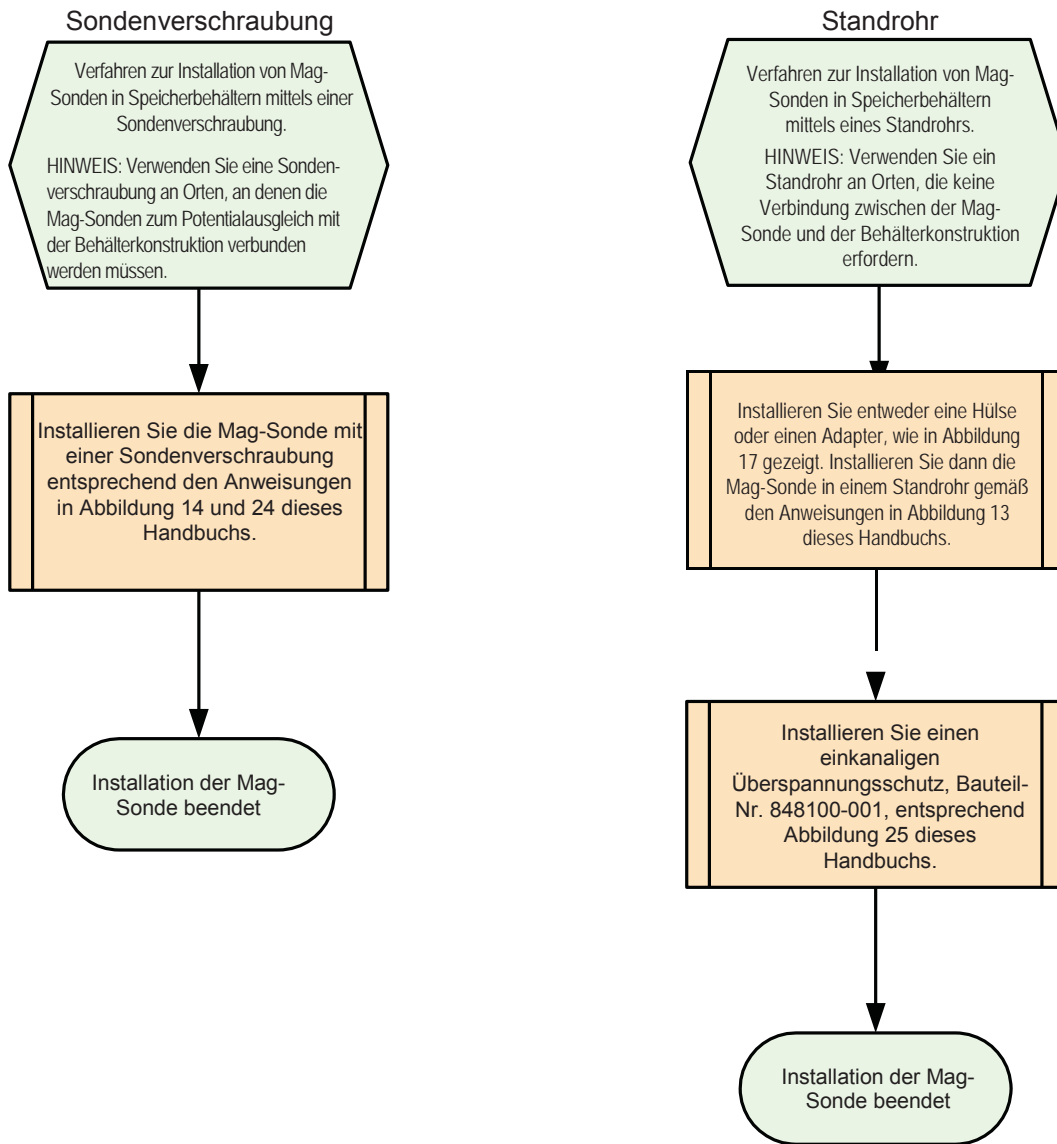 Sondenverschraubung
Verfahren zur Installation von Mag-
Sonden in Speicherbehältern mittels einer
Sondenverschraubung.
HINWEIS: Verwenden Sie eine Sonden-
verschraubung an Orten, an denen die
Mag-Sonden zum Potentialausgleich mit
der Behälterkonstruktion verbunden
werden müssen.
Installieren Sie die Mag-Sonde mit
einer Sondenverschraubung
entsprechend den Anweisungen
in Abbildung 14 und 24 dieses
Handbuchs.
Installation der Mag-
Sonde beendet
Standrohr
Verfahren zur Installation von Mag-
Sonden in Speicherbehältern
mittels eines Standrohrs.
HINWEIS: Verwenden Sie ein
Standrohr an Orten, die keine
Verbindung zwischen der Mag-
Sonde und der Behälterkonstruktion
erfordern.
Installieren Sie entweder eine Hülse
oder einen Adapter, wie in Abbildung
17 gezeigt. Installieren Sie dann die
Mag-Sonde in einem Standrohr gemäß
den Anweisungen in Abbildung 13
dieses Handbuchs.
Installieren Sie einen
einkanaligen
Überspannungsschutz, Bauteil-
Nr. 848100-001, entsprechend
Abbildung 25 dieses
Handbuchs.
Installation der Mag-
Sonde beendet